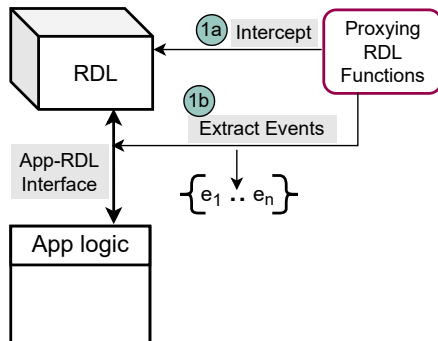 1a Intercept
Proxying
RDL
Functions
RDL
1b
Extract Events
App-RDL
Interface
{e1 .. en}
App logic